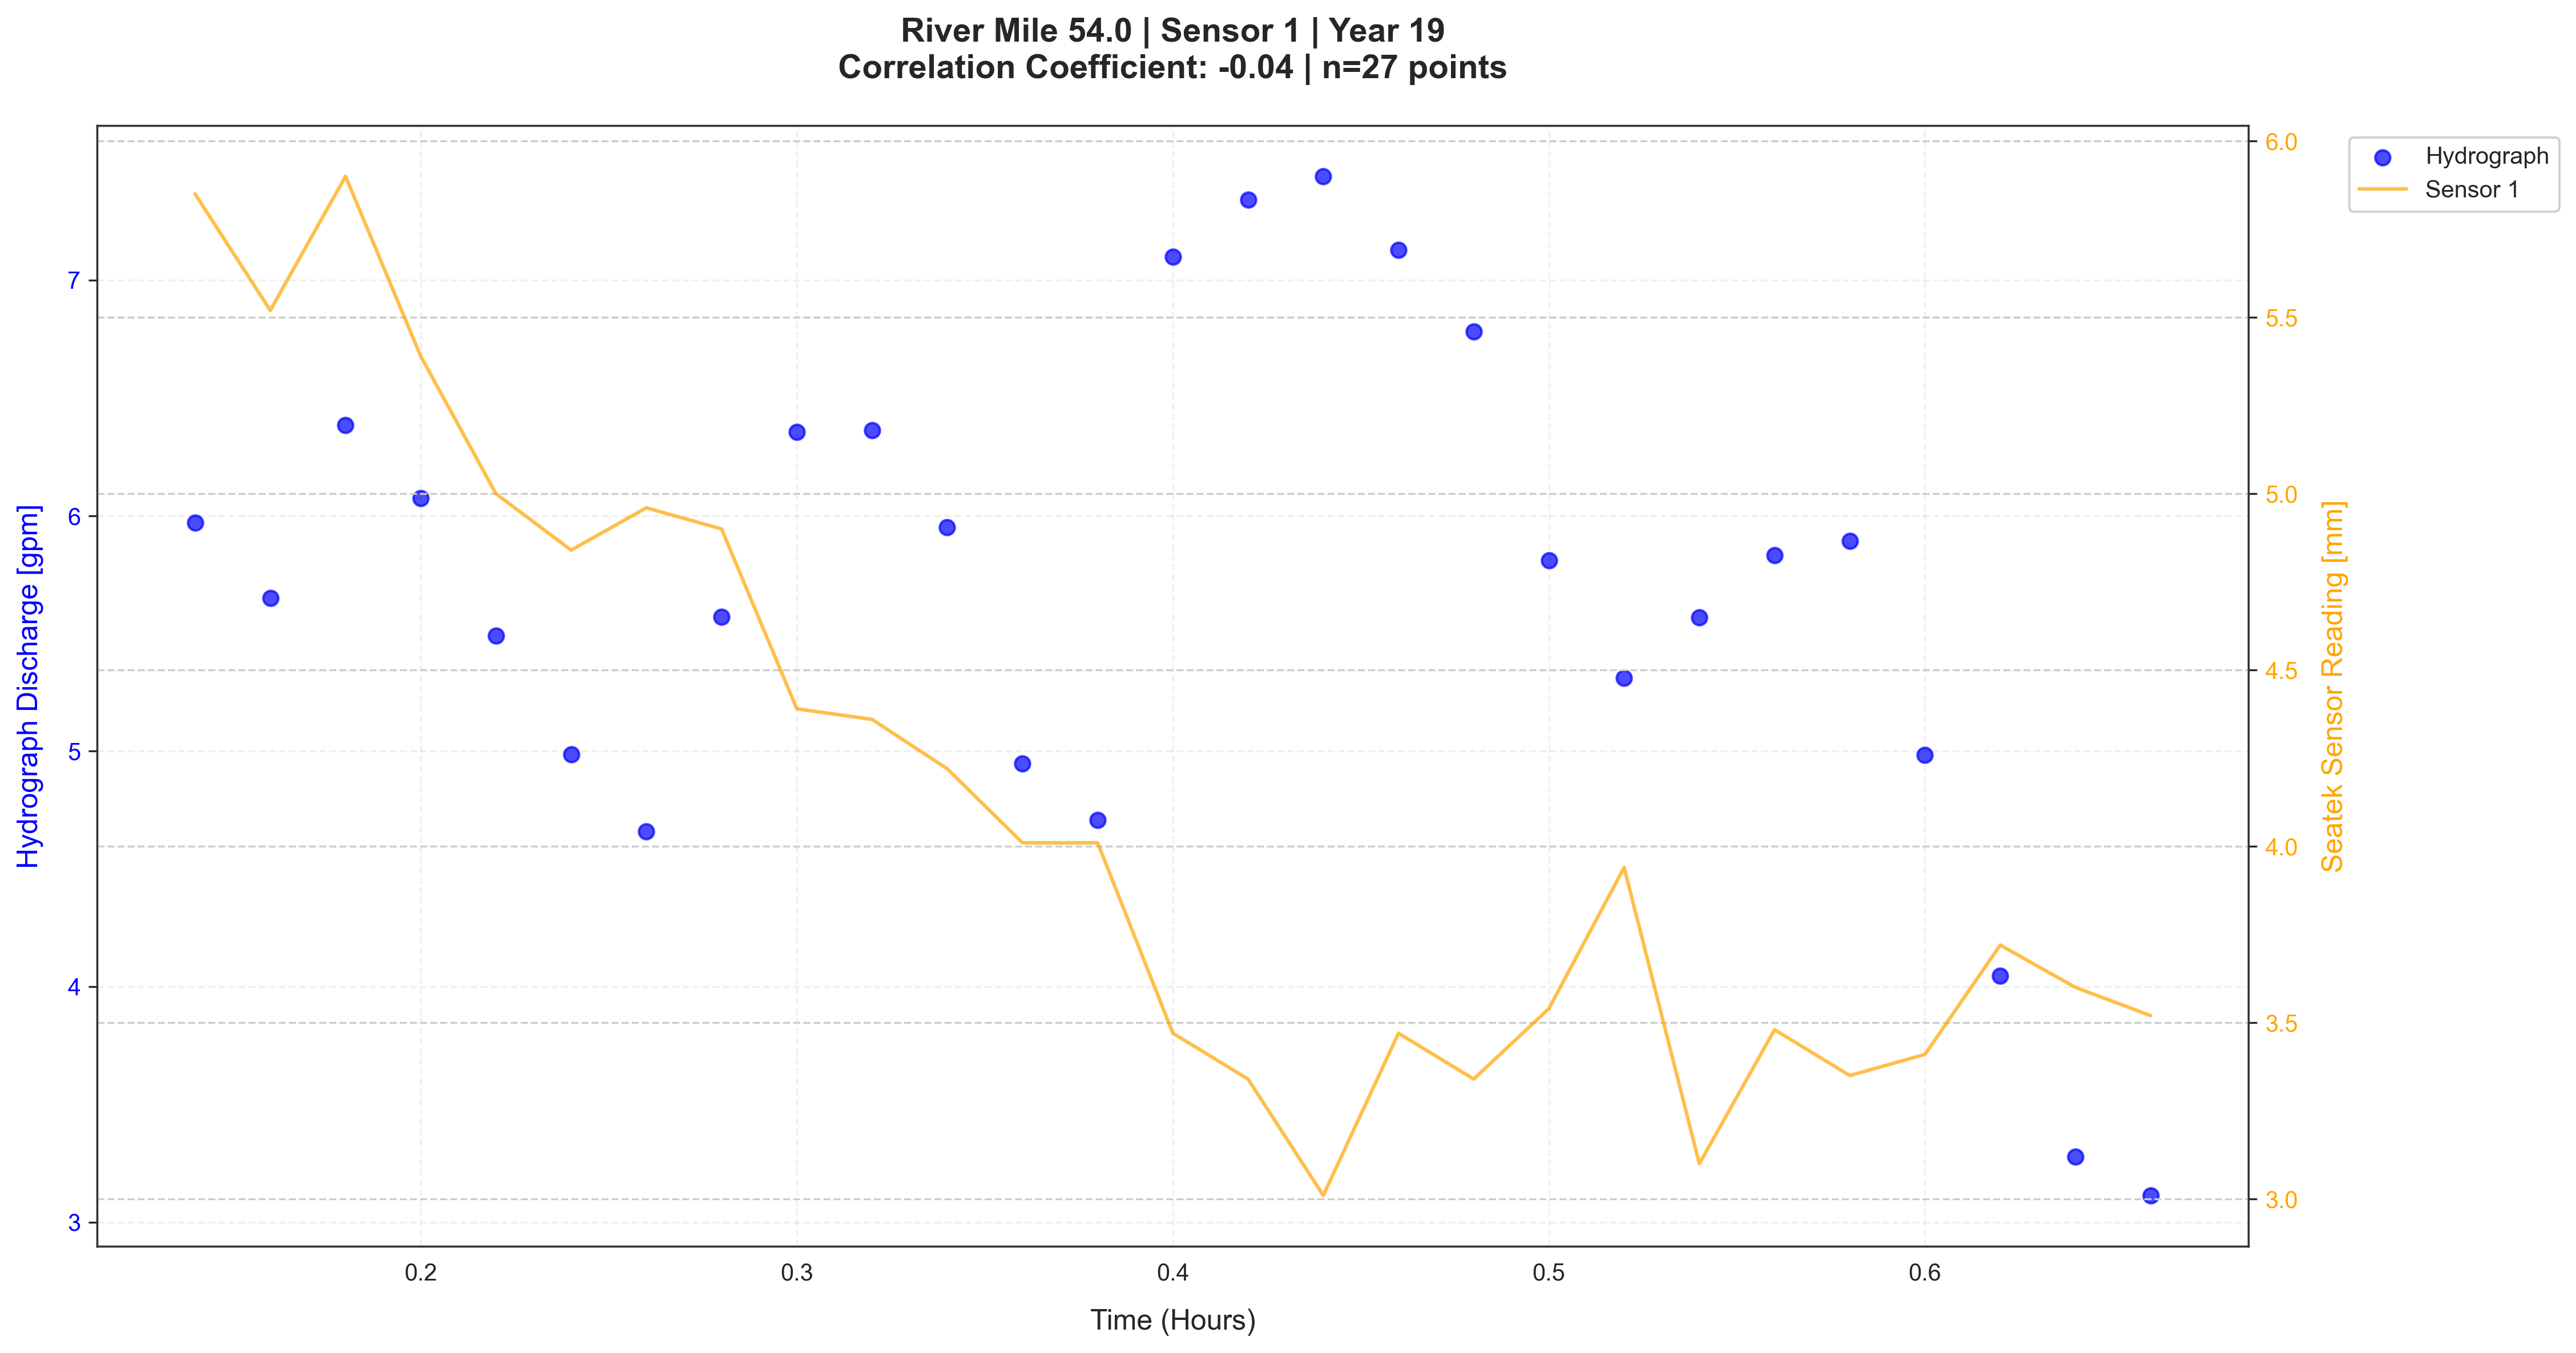 River Mile 54.0 | Sensor 1 | Year 19
Correlation Coefficient: -0.04 | n=27 points
Hydrograph
Sensor 1
Hydrograph Discharge [gpm]
7
6
5
4
3
6.0
5.5
5.0
4.5
4.0
3.5
3.0
Seatek Sensor Reading [mm]
0.2
0.3
0.4
0.5
0.6
Time (Hours)